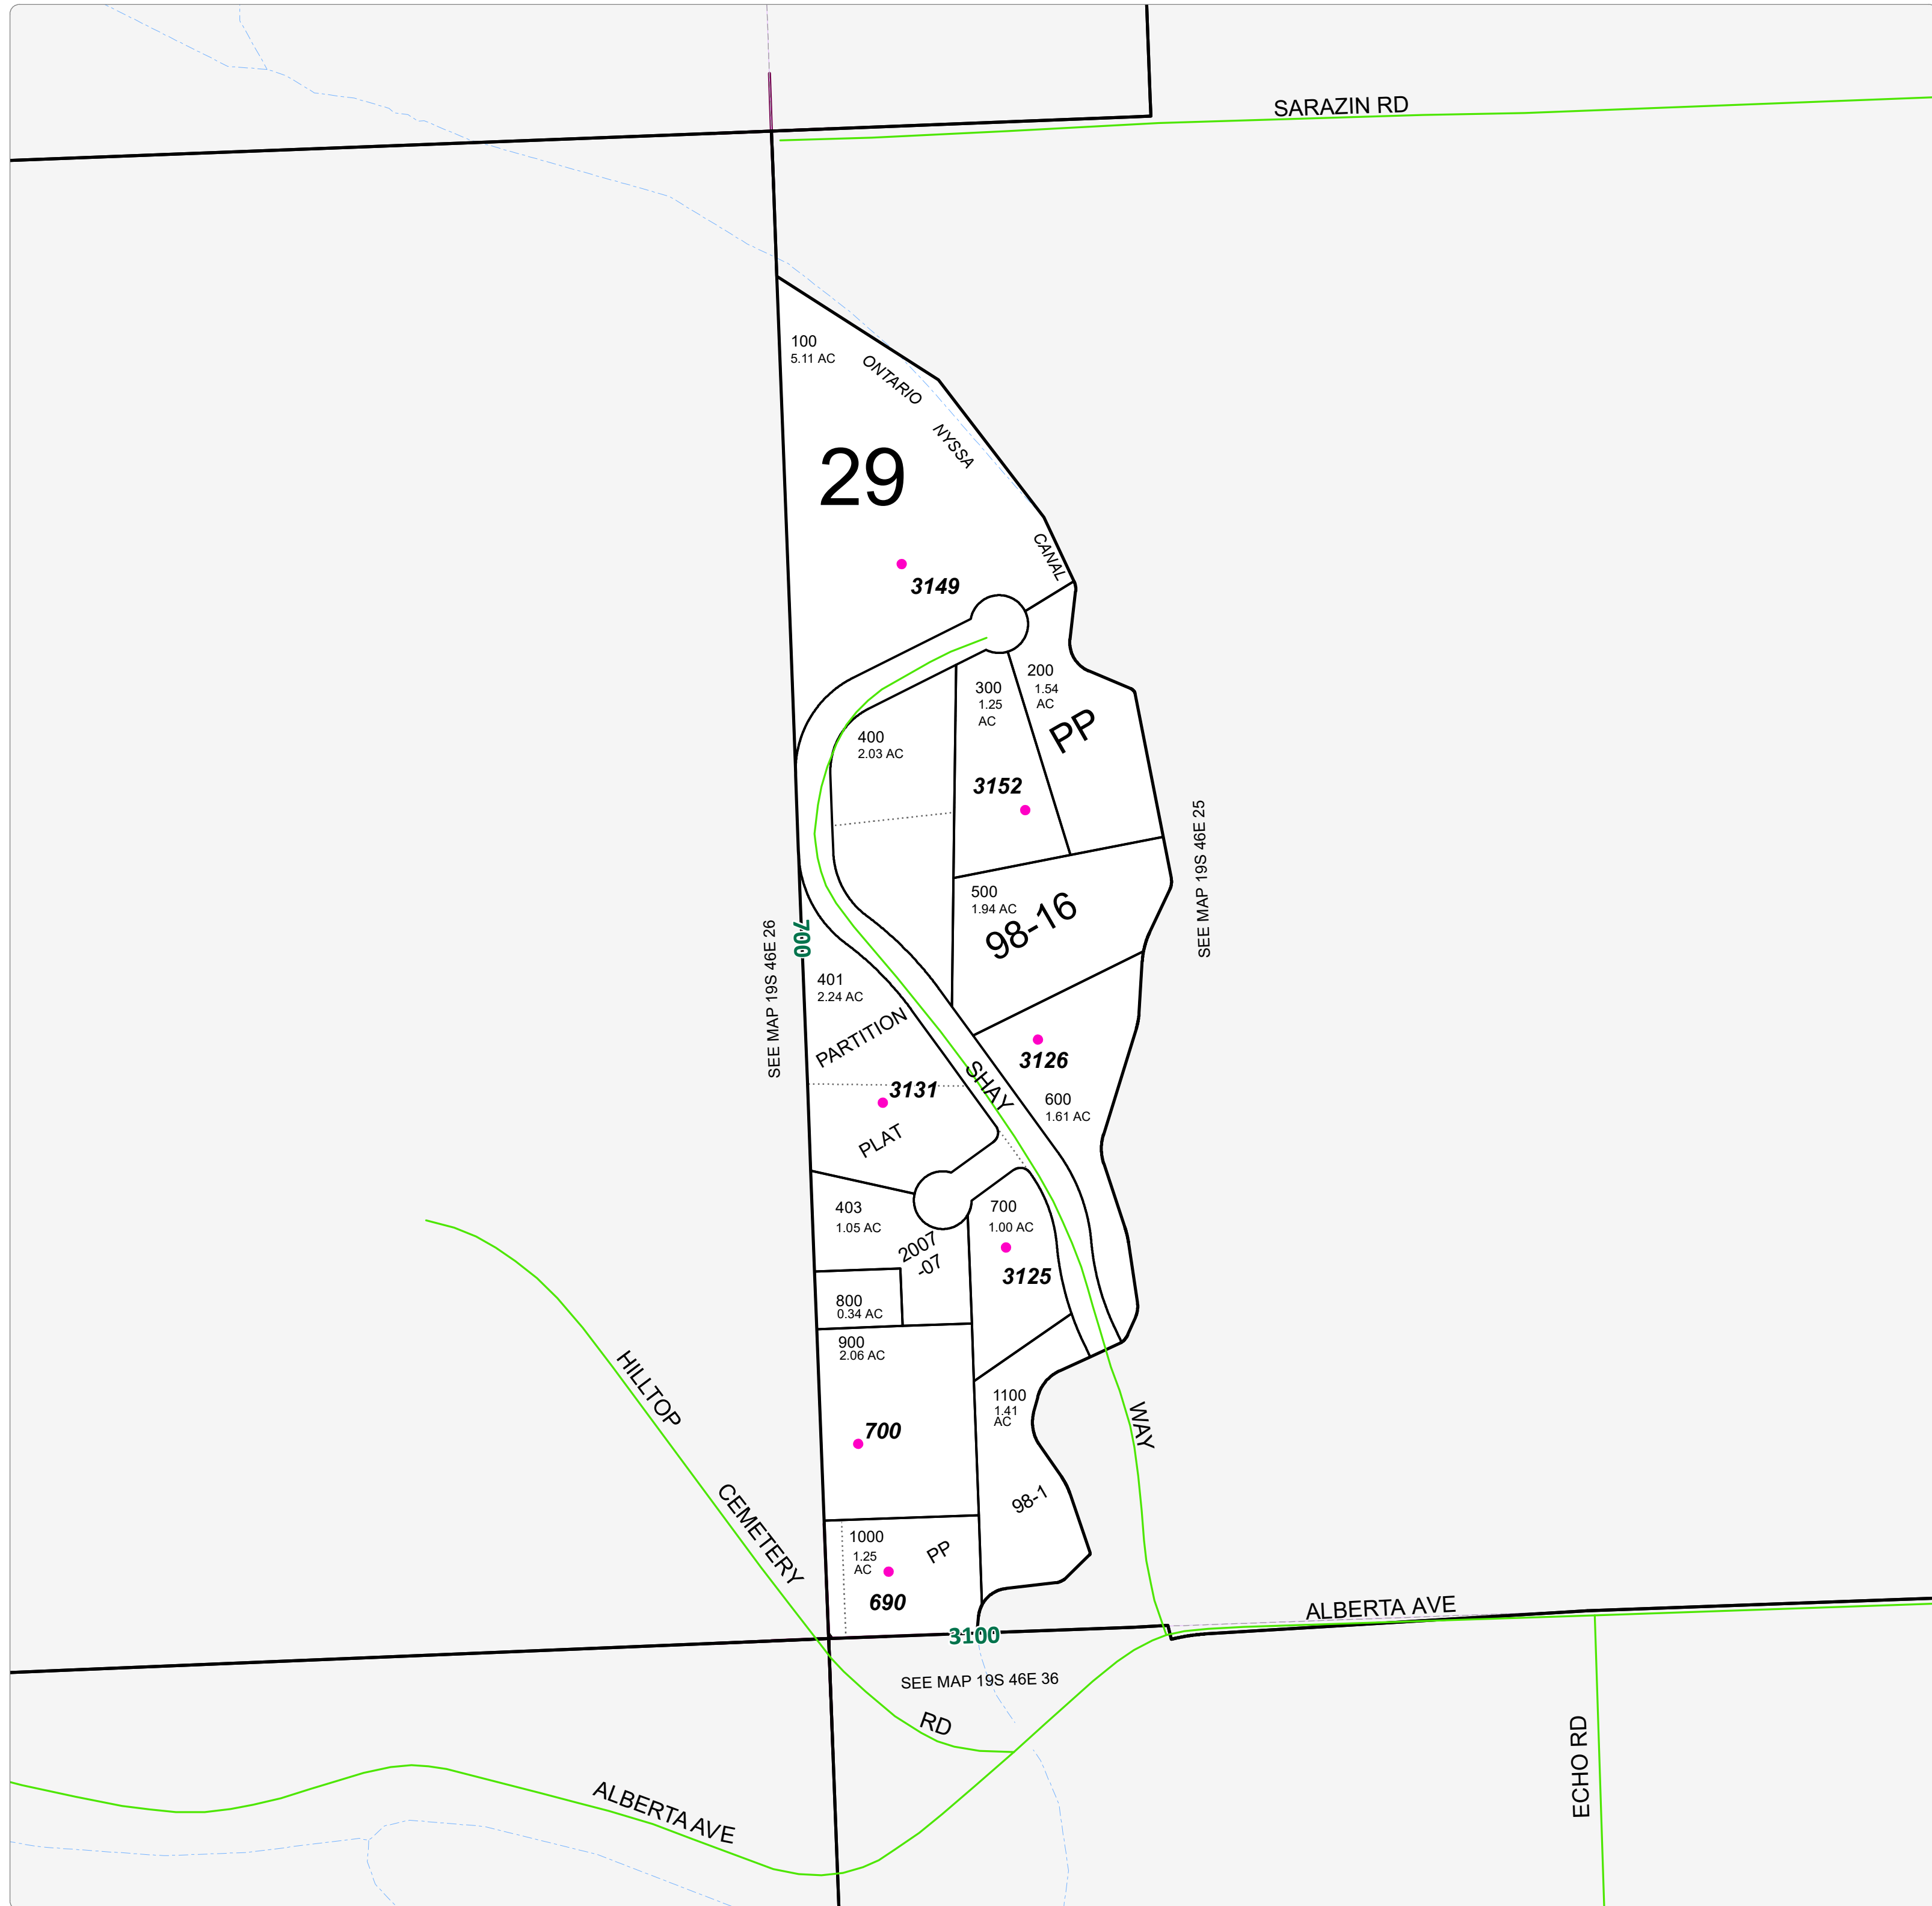 SARAZIN RD
100
5.11 AC
ONTARIO
NYSSA
CANAL
29
3149
200
1.54
AC
300
1.25
AC
PP
400
2.03 AC
3152
500
1.94 AC
98-16
SEE MAP 19S 46E 25
SEE MAP 19S 46E 26
700
401
2.24 AC
PARTITION
SHAY
3126
3131
600
1.61 AC
PLAT
403
1.05 AC
700
1.00 AC
2007
-07
3125
800
0.34 AC
900
2.06 AC
HILLTOP
1100
1.41
AC
WAY
700
CEMETERY
98-1
1000
1.25
AC
PP
690
ALBERTA AVE
3100
SEE MAP 19S 46E 36
RD
ECHO RD
ALBERTA AVE